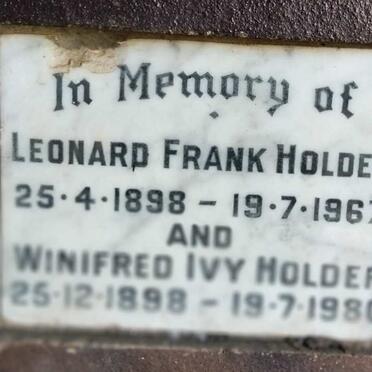 In Memory of
LEONARD FRANK HOLDE
25·4·1898 – 19·7·196
AND
WINIFRED IVY HOLDER
25·12·1898 – 19·7·198